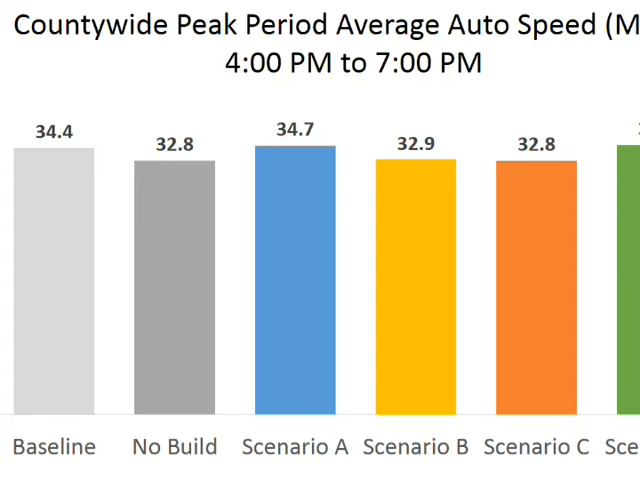 Countywide Peak Period Average Auto Speed (M
4:00 PM to 7:00 PM
34.4 32.8 34.7 32.9 32.8
Baseline No Build Scenario A Scenario B Scenario C